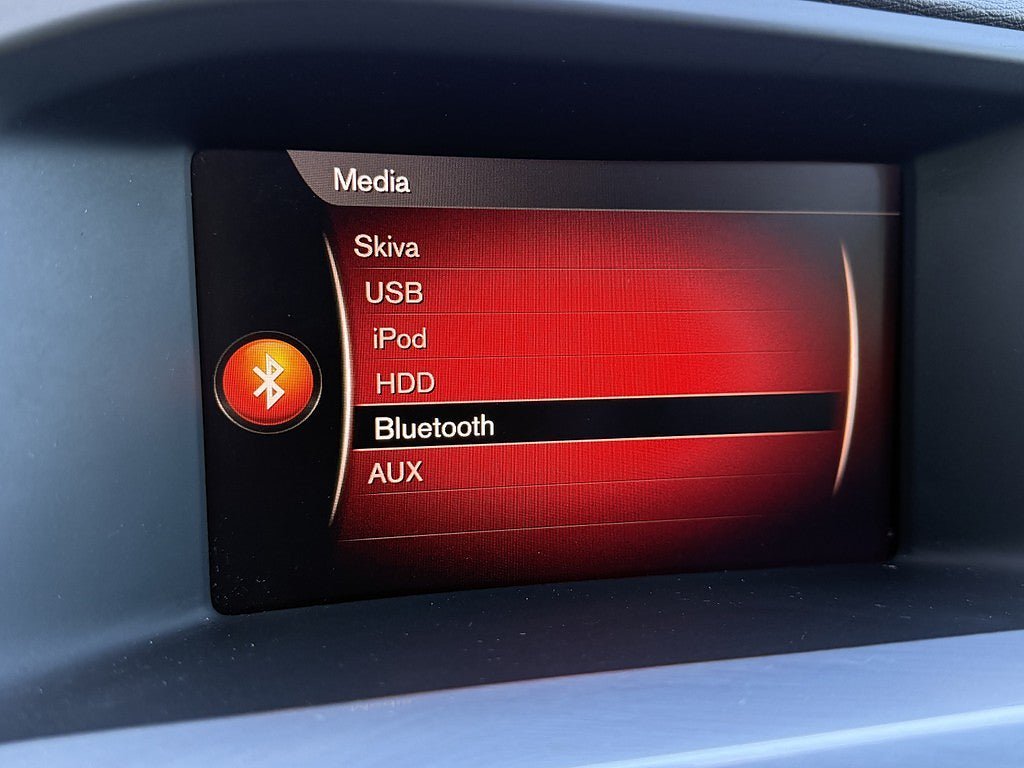 Media
Skiva
USB
iPod
HDD
Bluetooth
AUX